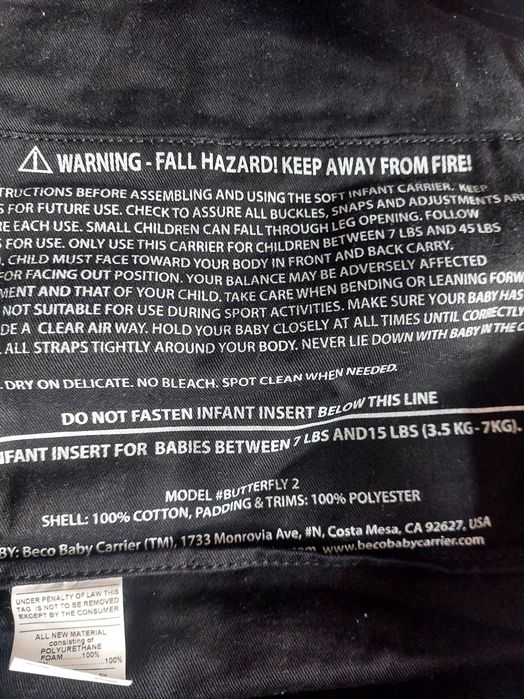 WARNING - FALL HAZARD! KEEP AWAY FROM FIRE!
TRUCTIONS BEFORE ASSEMBLING AND USING THE SOFT INFANT CARRIER. KEEP
S FOR FUTURE USE. CHECK TO ASSURE ALL BUCKLES, SNAPS AND ADJUSTMENTS ARE
RE EACH USE. SMALL CHILDREN CAN FALL THROUGH LEG OPENING. FOLLOW
S FOR USE. ONLY USE THIS CARRIER FOR CHILDREN BETWEEN 7 LBS AND 45 LBS
. CHILD MUST FACE TOWARD YOUR BODY IN FRONT AND BACK CARRY.
FOR FACING OUT POSITION. YOUR BALANCE MAY BE ADVERSELY AFFECTED
MENT AND THAT OF YOUR CHILD. TAKE CARE WHEN BENDING OR LEANING FORW
NOT SUITABLE FOR USE DURING SPORT ACTIVITIES. MAKE SURE YOUR BABY HAS
DE A CLEAR AIR WAY. HOLD YOUR BABY CLOSELY AT ALL TIMES UNTIL CORRECTLY
ALL STRAPS TIGHTLY AROUND YOUR BODY. NEVER LIE DOWN WITH BABY IN THE C
. DRY ON DELICATE. NO BLEACH. SPOT CLEAN WHEN NEEDED.
DO NOT FASTEN INFANT INSERT BELOW THIS LINE
NFANT INSERT FOR BABIES BETWEEN 7 LBS AND15 LBS (3.5 KG - 7KG).
MODEL #BUTTERFLY 2
SHELL: 100% COTTON, PADDING & TRIMS: 100% POLYESTER
BY: Beco Baby Carrier (TM), 1733 Monrovia Ave, #N, Costa Mesa, CA 92627, USA
www.becobabycarrier.com
UNDER PENALTY OF LAW THIS
TAG IS NOT TO BE REMOVED
EXCEPT BY THE CONSUMER
ALL NEW MATERIAL
consisting of
POLYURETHANE
FOAM.......100%
100%
by